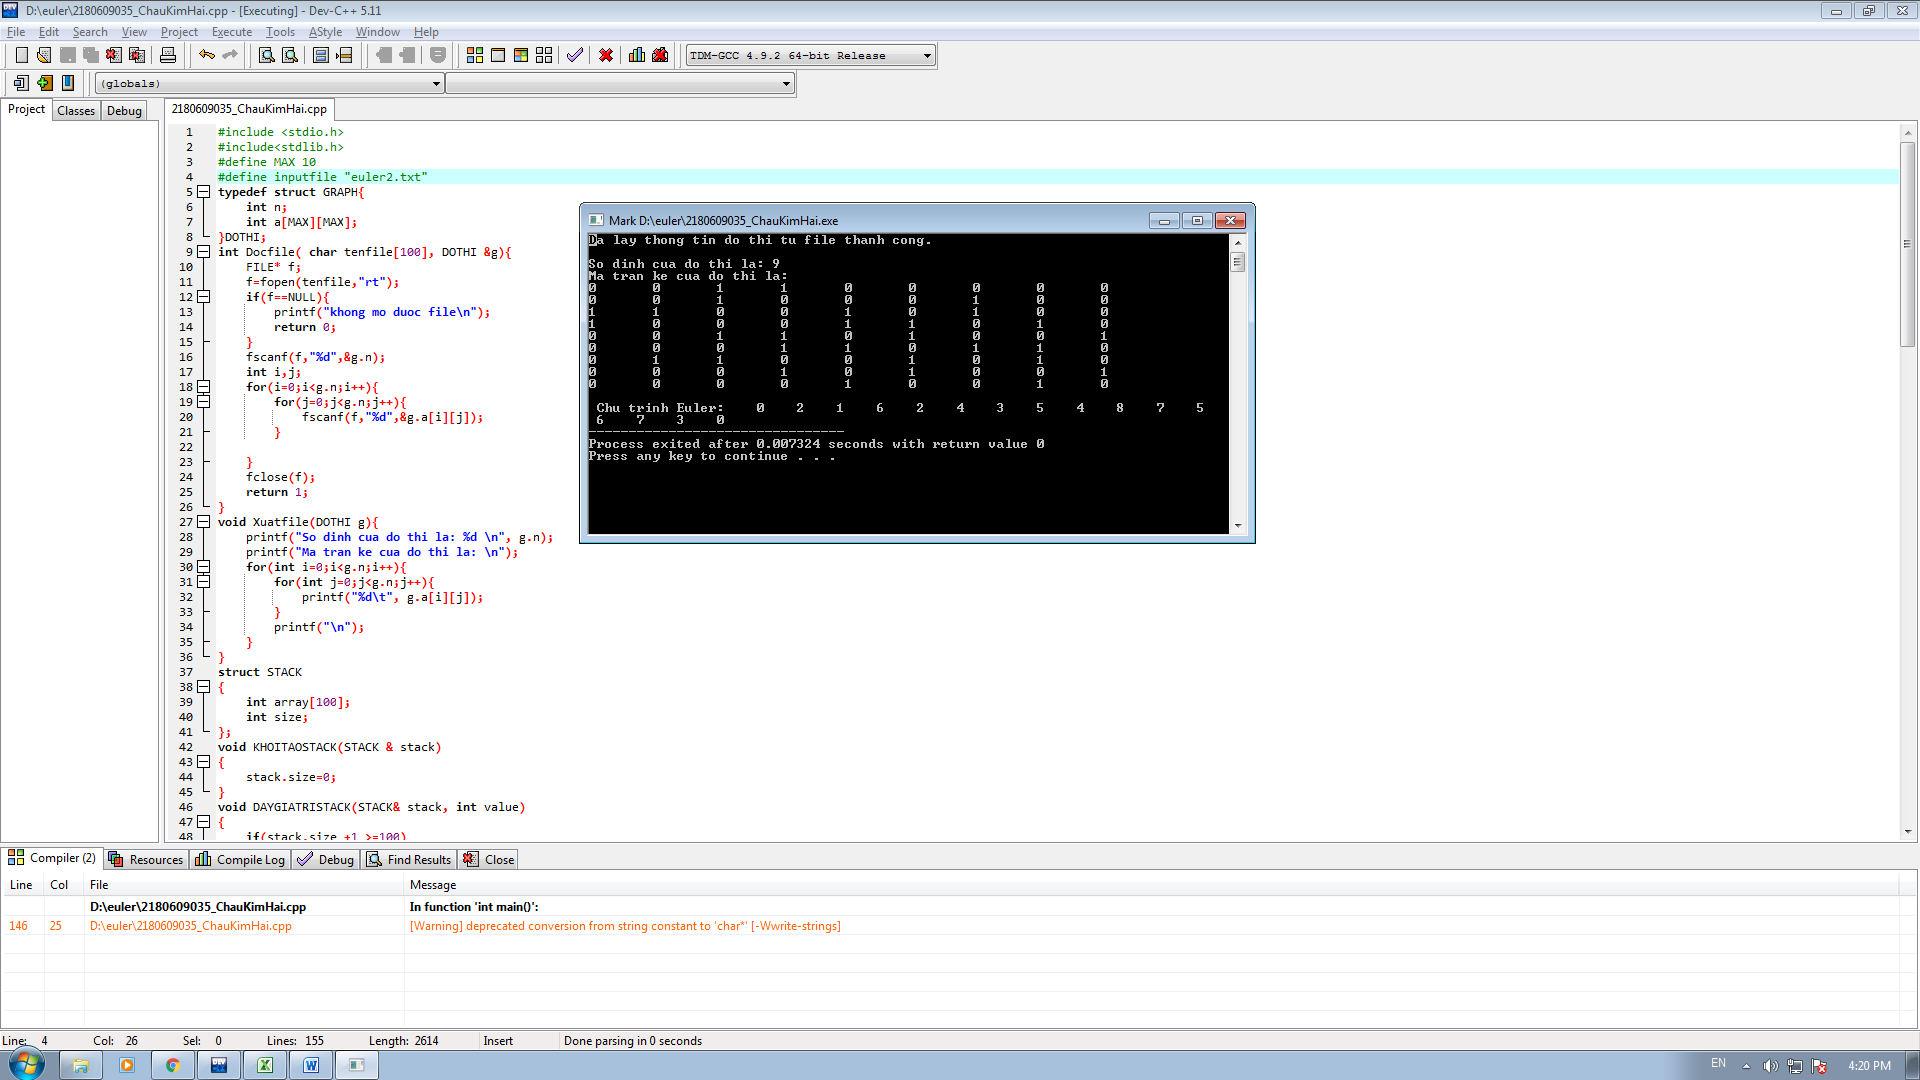 D:\euler\2180609035_ChauKimHai.cpp - [Executing] - Dev-C++ 5.11
File Edit Search View Project Execute Tools AStyle Window Help
TDM-GCC 4.9.2 64-bit Release
(globals)
Project Classes Debug 2180609035_ChauKimHai.cpp
1 #include <stdio.h>
2 #include<stdlib.h>
3 #define MAX 10
4 #define inputfile "euler2.txt"
5 typedef struct GRAPH{
6 int n;
7 int a[MAX][MAX];
8 }DOTHI;
9 int Docfile( char tenfile[100], DOTHI &g){
10 FILE* f;
11 f=fopen(tenfile,"rt");
12 if(f==NULL){
13 printf("khong mo duoc file\n");
14 return 0;
15 }
16 fscanf(f,"%d",&g.n);
17 int i,j;
18 for(i=0;i<g.n;i++){
19 for(j=0;j<g.n;j++){
20 fscanf(f,"%d",&g.a[i][j]);
21 }
22
23 }
24 fclose(f);
25 return 1;
26 }
27 void Xuatfile(DOTHI g){
28 printf("So dinh cua do thi la: %d \n", g.n);
29 printf("Ma tran ke cua do thi la: \n");
30 for(int i=0;i<g.n;i++){
31 for(int j=0;j<g.n;j++){
32 printf("%d\t", g.a[i][j]);
33 }
34 printf("\n");
35 }
36 }
37 struct STACK
38 {
39 int array[100];
40 int size;
41 };
42 void KHOITAOSTACK(STACK & stack)
43 {
44 stack.size=0;
45 }
46 void DAYGIATRISTACK(STACK& stack, int value)
47 {
48 if(stack.size +1 >=100)
Mark D:\euler\2180609035_ChauKimHai.exe
Da lay thong tin do thi tu file thanh cong.
So dinh cua do thi la: 9
Ma tran ke cua do thi la:
0 0 1 1 0 0 0 0 0
0 0 1 0 0 0 1 0 0
1 1 0 0 1 0 1 0 0
1 0 0 0 1 1 0 1 0
0 0 1 1 0 1 0 0 1
0 0 0 1 1 0 1 1 0
0 1 1 0 0 1 0 1 0
0 0 0 1 0 1 1 0 1
0 0 0 0 1 0 0 1 0
Chu trinh Euler: 0 2 1 6 2 4 3 5 4 8 7 5
6 7 3 0
--------------------------------
Process exited after 0.007324 seconds with return value 0
Press any key to continue . . .
Compiler (2) Resources Compile Log Debug Find Results Close
Line Col File Message
D:\euler\2180609035_ChauKimHai.cpp In function 'int main()':
146 25 D:\euler\2180609035_ChauKimHai.cpp [Warning] deprecated conversion from string constant to 'char*' [-Wwrite-strings]
Line: 4 Col: 26 Sel: 0 Lines: 155 Length: 2614 Insert Done parsing in 0 seconds
EN 4:20 PM